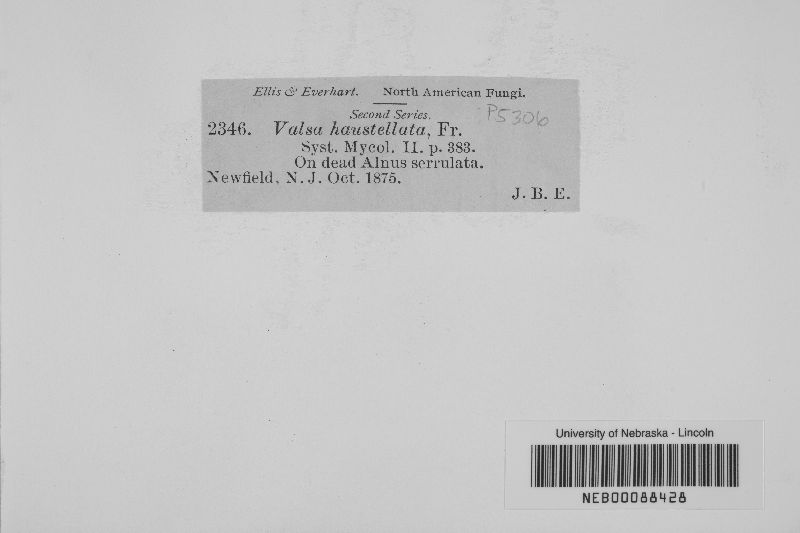 Ellis & Everhart. North American Fungi.
Second Series.
P5306
2346. Valsa haustellata, Fr.
Syst. Mycol. II. p. 383.
On dead Alnus serrulata.
Newfield, N. J. Oct. 1875.
J. B. E.
University of Nebraska - Lincoln
NEB00088428